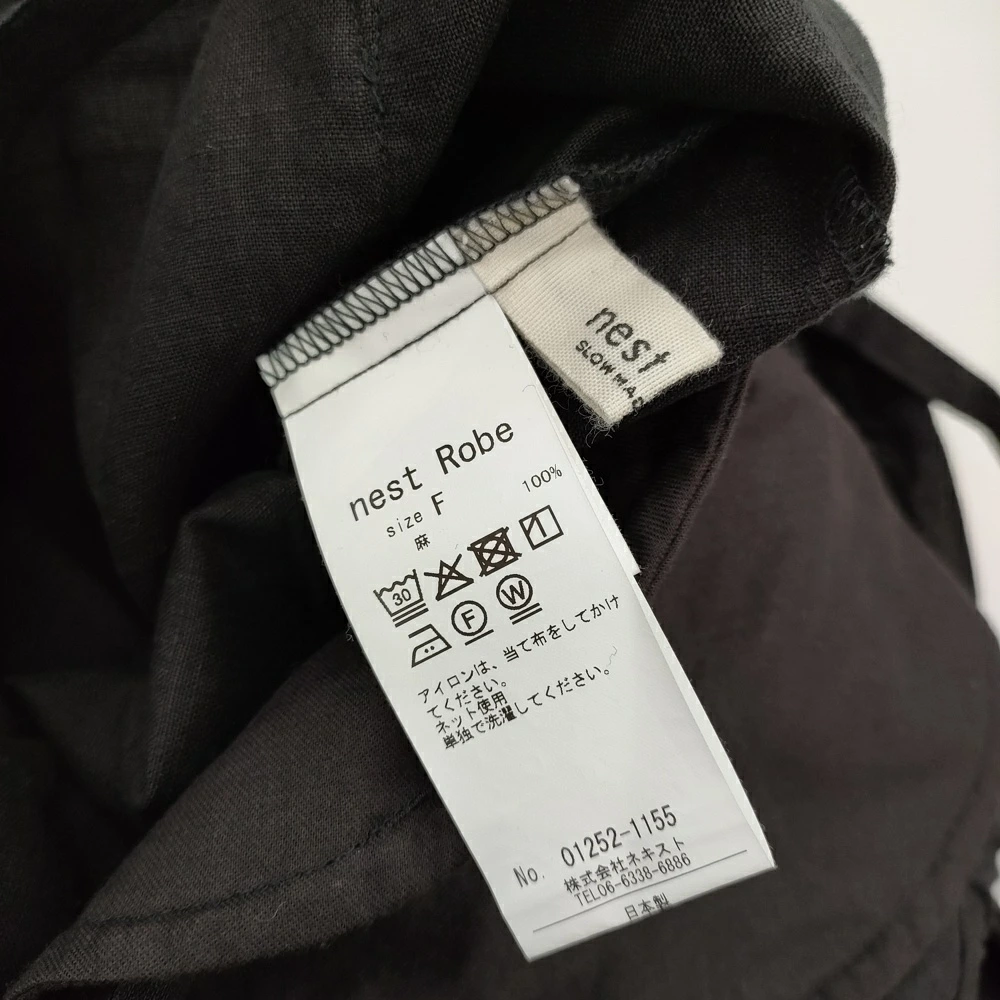 nest
SLOW MAD
nest Robe
size F
麻 100%
30
F W
アイロンは、当て布をしてかけ
てください。
ネット使用
単独で洗濯してください。
No. 01252-1155
株式会社ネキスト
TEL06-6338-6886
日本製